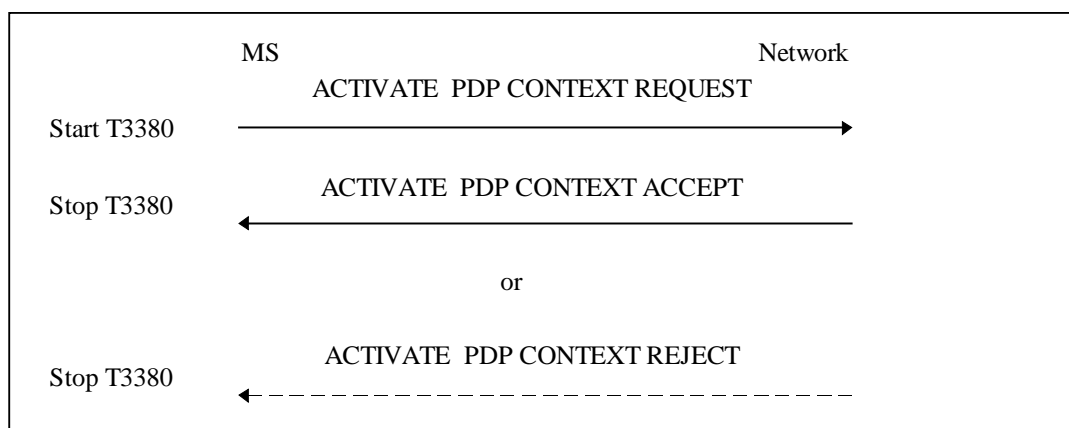 MS Network
ACTIVATE PDP CONTEXT REQUEST
Start T3380
ACTIVATE PDP CONTEXT ACCEPT
Stop T3380
or
ACTIVATE PDP CONTEXT REJECT
Stop T3380